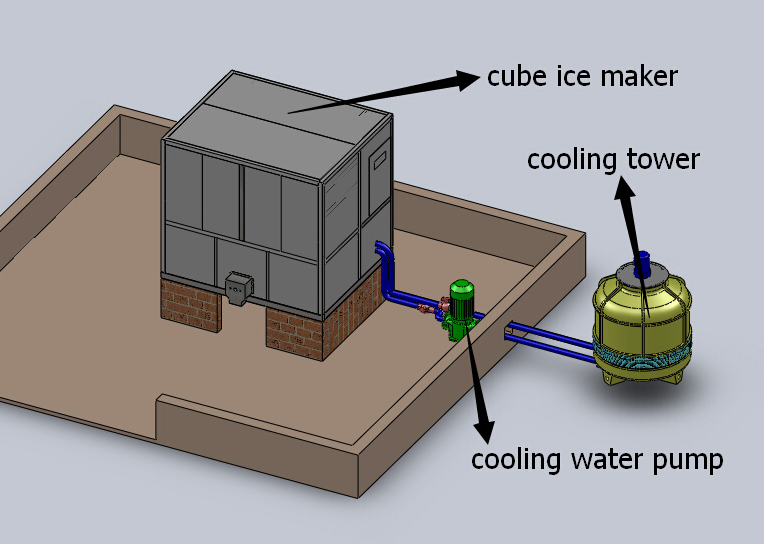 cube ice maker
cooling tower
cooling water pump